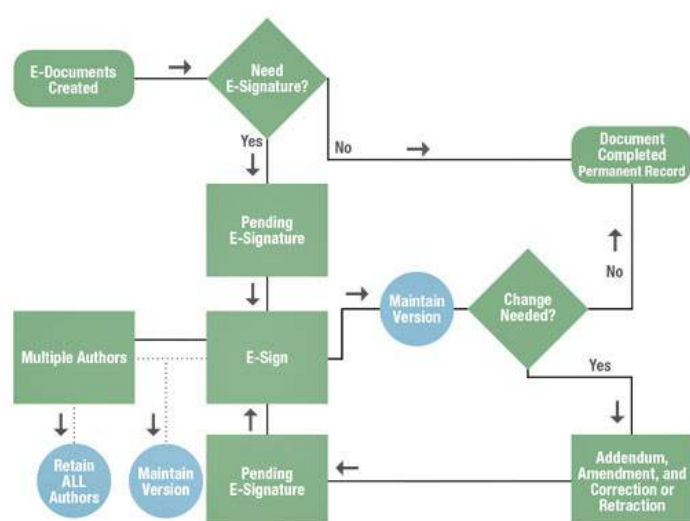 E-Documents
Created
Need
E-Signature?
Yes
No
Document
Completed
Permanent Record
Pending
E-Signature
No
Multiple Authors
E-Sign
Maintain
Version
Change
Needed?
Yes
Retain
ALL
Authors
Maintain
Version
Pending
E-Signature
Addendum,
Amendment, and
Correction or
Retraction